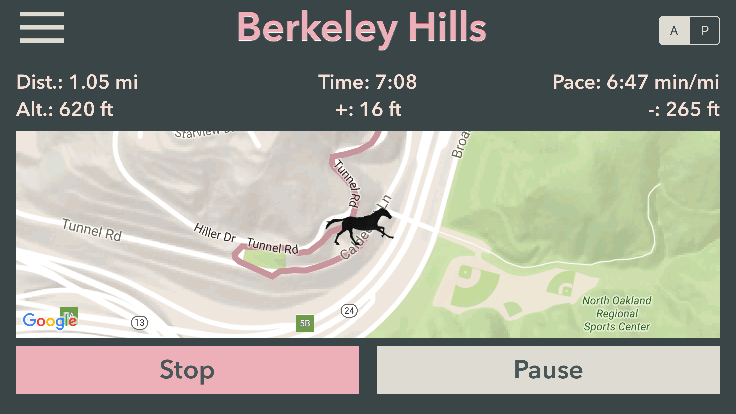 Berkeley Hills
A P
Dist.: 1.05 mi Time: 7:08 Pace: 6:47 min/mi
Alt.: 620 ft +: 16 ft -: 265 ft
Starview
Tunnel Rd
Tunnel Rd
Hiller Dr
Tunnel Rd
Ln
Google
13
24
5B
North Oakland
Regional
Sports Center
Stop Pause